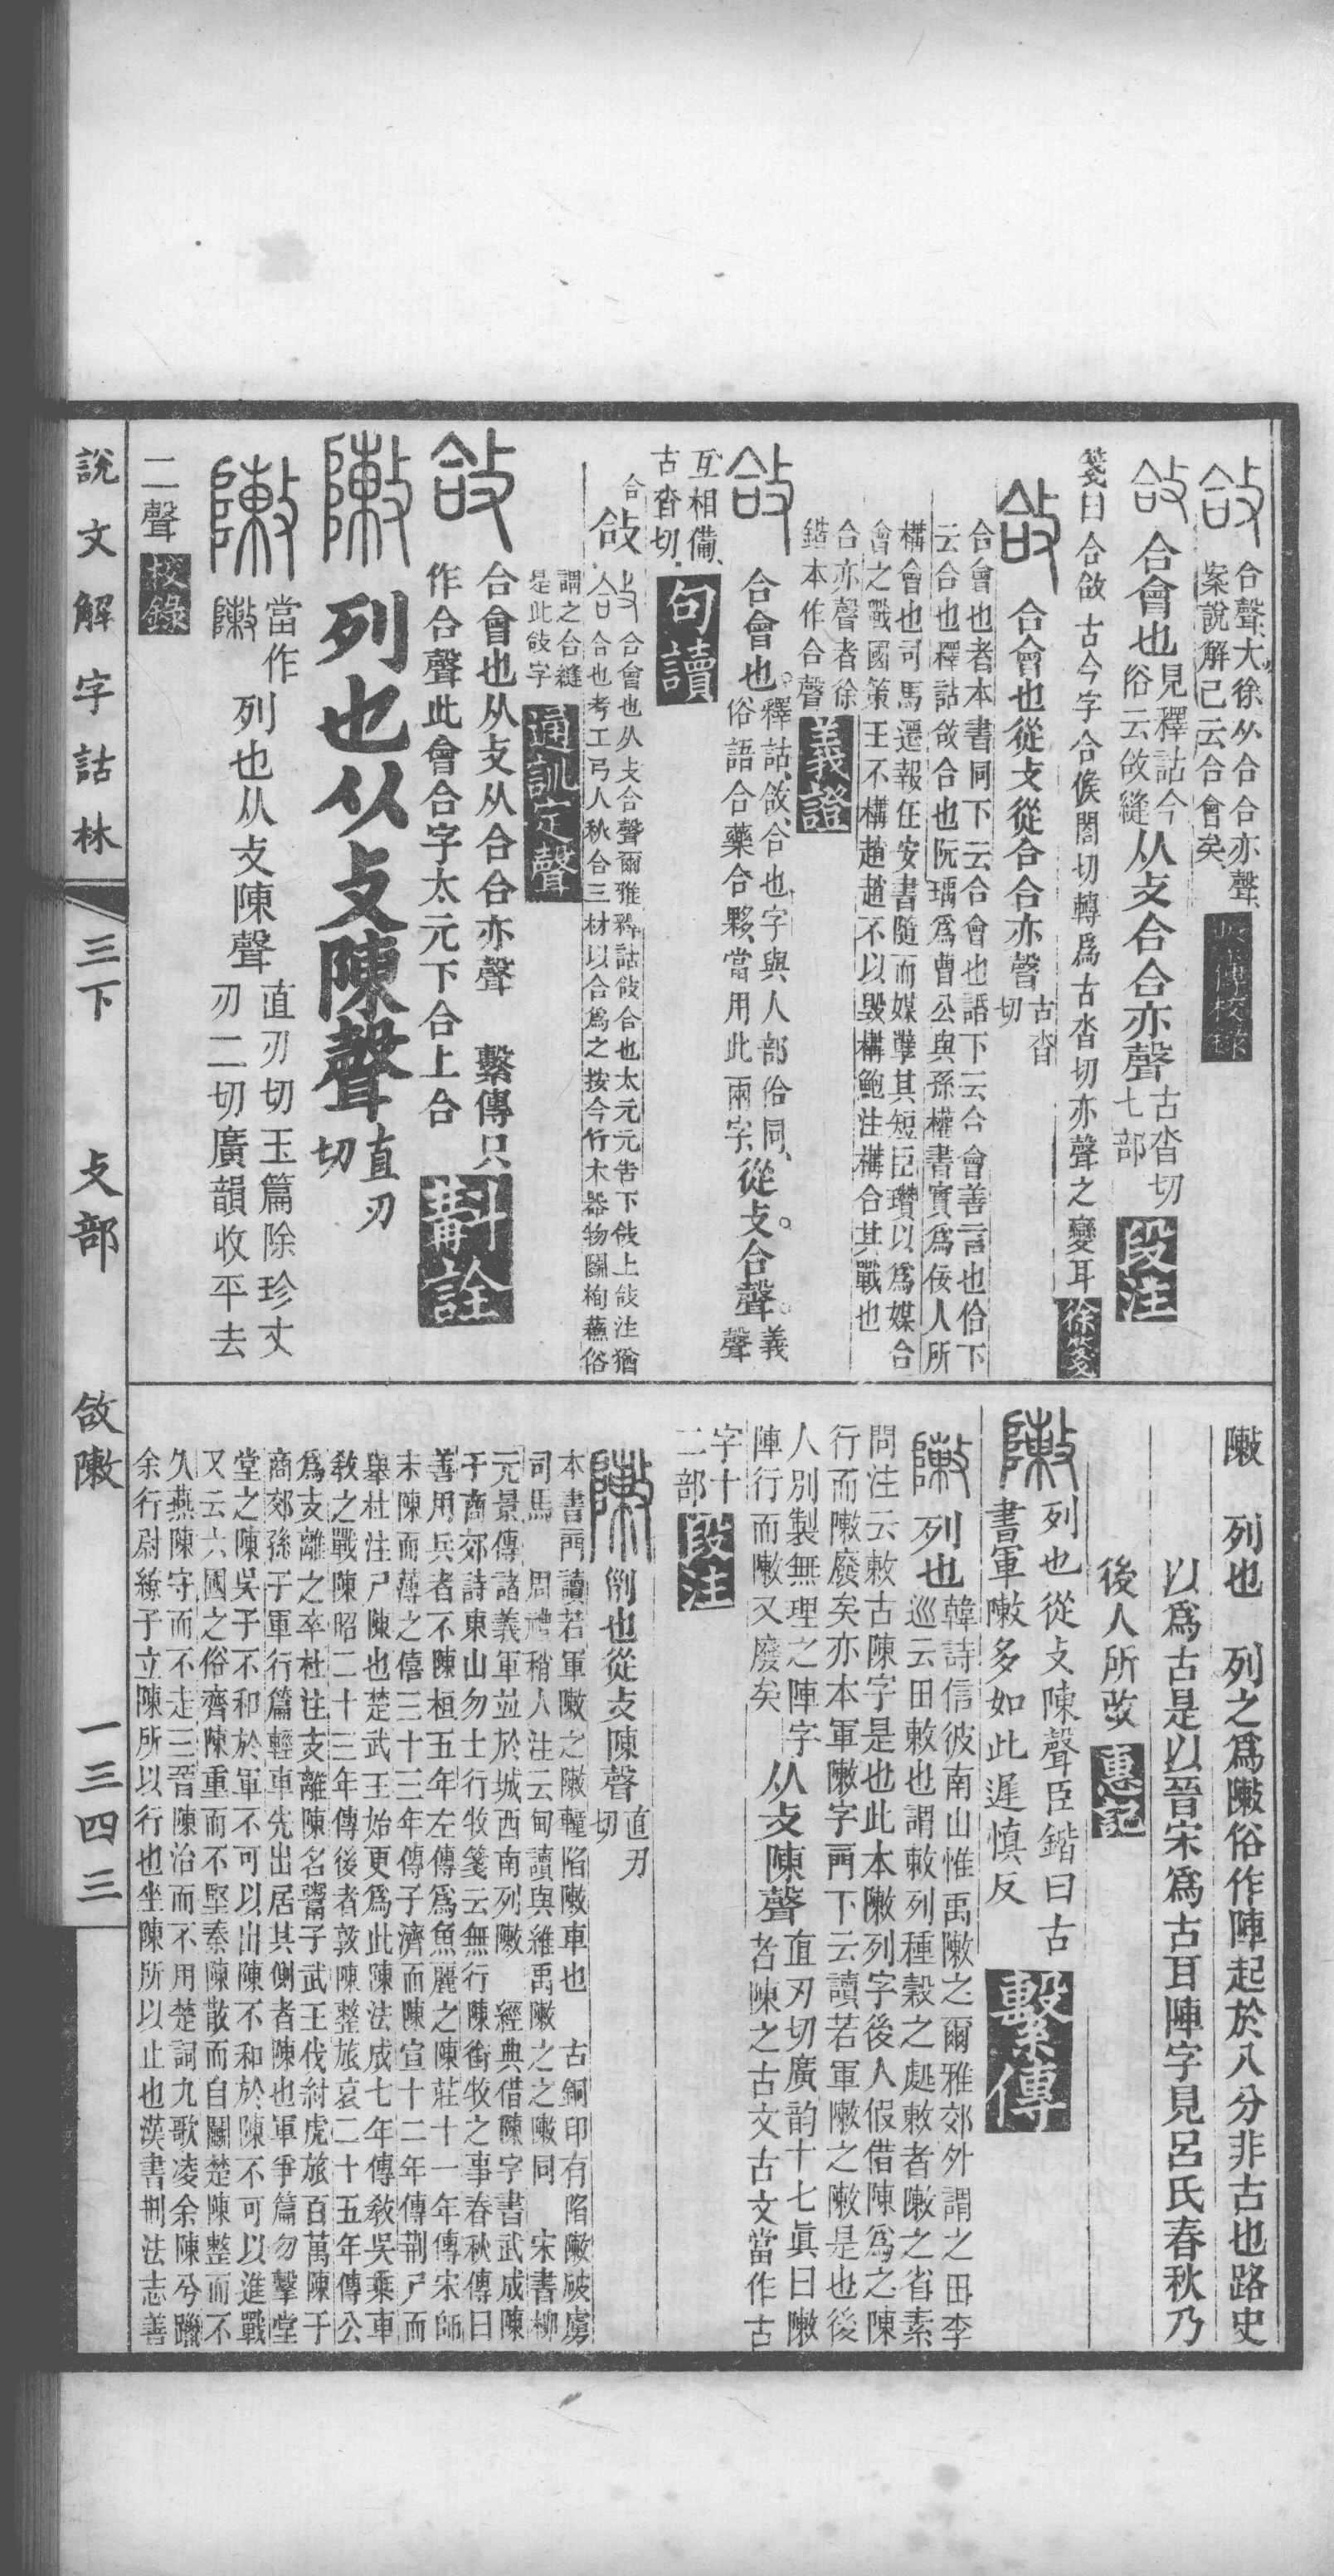 敆 合聲、大徐从合合亦聲、
案說解已云合會矣 㲄傳校錄
敆 合會也 見釋詁今
俗云敆縫 从攴合合亦聲 古沓切
七部 段注
箋曰合敆古今字合侯閤切轉爲古沓切亦聲之變耳 徐箋
敆 合會也從攴從合合亦聲 古沓
切
合會也者本書同下云合會也詥下云合會善言也佮下
云合也釋詁敆合也阮瑀爲曹公與孫權書實爲佞人所
構會也司馬遷報任安書隨而媒孽其短臣瓚以爲媒合
會之戰國策王不構趙趙不以毀構鮑注構合其戰也
合亦聲者徐
鍇本作合聲 義證
敆 合會也。 釋詁、敆、合也、字與人部佮同、
俗語合藥合夥、當用此兩字、 從攴。合聲。 義
聲
互相備、
古沓切、 句讀
敆 合會也从攴合聲爾雅釋詁敆合也太元元告下敆上敆注猶
合也考工弓人秋合三材以合爲之按今行木器物鬭栒蘸俗
謂之合縫
是此敆字 通訓定聲
敆 合會也从攴从合合亦聲 繫傳只
作合聲此會合字太元下合上合 斠詮
敶 列也从攴陳聲 直刃
切
敶 當作
敶 列也从攴陳聲 直刃切玉篇除珍丈
刃二切廣韻收平去
二聲 校錄
說文解字詁林 三下 攴部 敆敶 一三四三
敶 列也 列之爲敶俗作陣起於八分非古也路史
以爲古是以晉宋爲古耳陣字見呂氏春秋乃
後人所改 惠記
敶 列也從攴陳聲臣鍇曰古
書軍敶多如此遲慎反 繫傳
敶 列也 韓詩信彼南山惟禹敶之爾雅郊外謂之田李
巡云田敕也謂敕列種穀之處敕者敶之省素
問注云敕古陳字是也此本敶列字後人假借陳爲之陳
行而敶廢矣亦本軍敶字䦕下云讀若軍敶之敶是也後
人別製無理之陣字
陣行而敶又廢矣 从攴陳聲 直刃切廣韵十七眞曰敶
者陳之古文古文當作古
字十
二部 段注
敶 𠛱也從攴陳聲 直刃
切
本書䦕讀若軍敶之敶轒陷敶車也 古銅印有陷敶破虜
司馬 周禮稍人注云甸讀與維禹敶之之敶同 宋書柳
元景傳諸義軍竝於城西南列敶 經典借陳字書武成陳
于商郊詩東山勿士行枚箋云無行陳銜枚之事春秋傳曰
善用兵者不陳桓五年左傳爲魚麗之陳莊十一年傳宋師
未陳而薄之僖三十三年傳子濟而陳宣十二年傳荆尸而
舉杜注尸陳也楚武王始更爲此陳法成七年傳敎吳乘車
敎之戰陳昭二十三年傳後者敦陳整旅哀二十五年傳公
爲支離之卒杜注支離陳名鬻子武王伐紂虎旅百萬陳于
商郊孫子軍行篇輕車先出居其側者陳也軍爭篇勿擊堂
堂之陳吳子不和於軍不可以出陳不和於陳不可以進戰
又云六國之俗齊陳重而不堅秦陳散而自鬭楚陳整而不
久燕陳守而不走三晉陳治而不用楚詞九歌凌余陳兮躐
余行尉繚子立陳所以行也坐陳所以止也漢書刑法志善